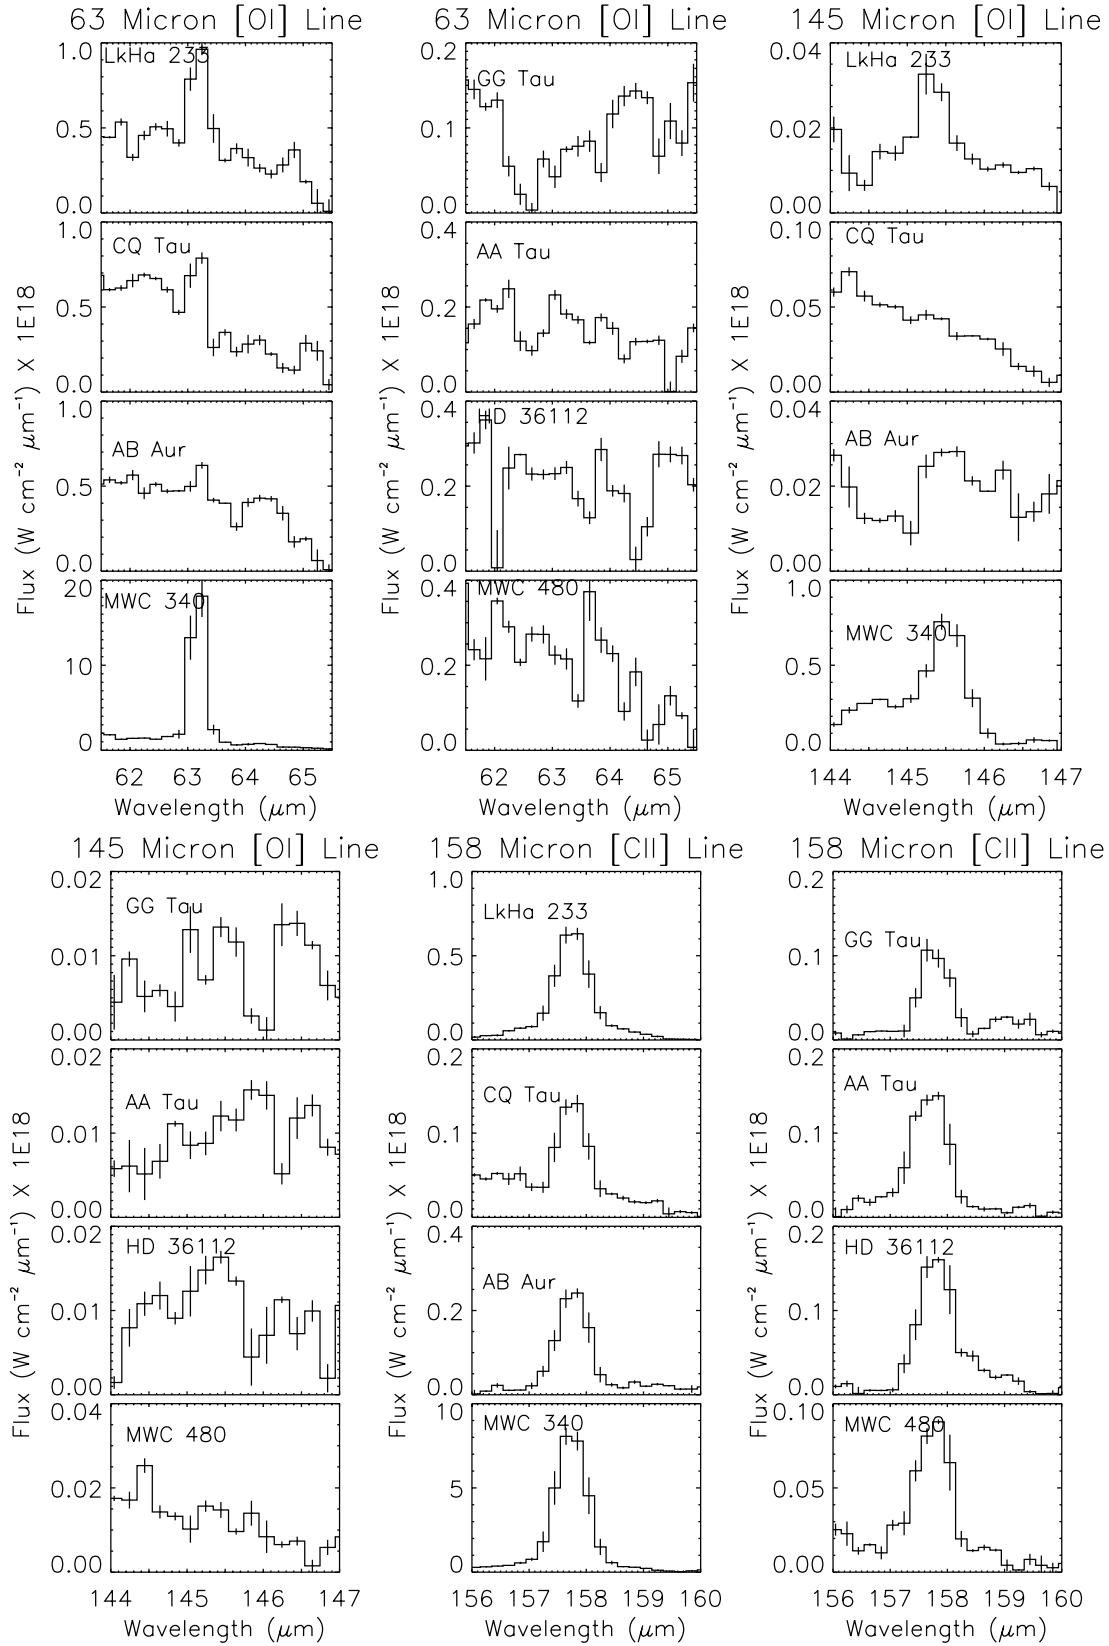 63 Micron [OI] Line
63 Micron [OI] Line
145 Micron [OI] Line
1.0
LkHa 233
0.5
0.0
1.0
CQ Tau
0.5
0.0
1.0
AB Aur
0.5
0.0
20
MWC 340
10
0
Flux (W cm⁻² μm⁻¹) X 1E18
62 63 64 65
Wavelength (μm)
0.2
GG Tau
0.1
0.0
0.4
AA Tau
0.2
0.0
0.4
HD 36112
0.2
0.0
0.4
MWC 480
0.2
0.0
Flux (W cm⁻² μm⁻¹) X 1E18
62 63 64 65
Wavelength (μm)
0.04
LkHa 233
0.02
0.00
0.10
CQ Tau
0.05
0.00
0.04
AB Aur
0.02
0.00
1.0
MWC 340
0.5
0.0
Flux (W cm⁻² μm⁻¹) X 1E18
144 145 146 147
Wavelength (μm)
145 Micron [OI] Line
158 Micron [CII] Line
158 Micron [CII] Line
0.02
GG Tau
0.01
0.00
0.02
AA Tau
0.01
0.00
0.02
HD 36112
0.01
0.00
0.04
MWC 480
0.02
0.00
Flux (W cm⁻² μm⁻¹) X 1E18
144 145 146 147
Wavelength (μm)
1.0
LkHa 233
0.5
0.0
0.2
CQ Tau
0.1
0.0
0.4
AB Aur
0.2
0.0
10
MWC 340
5
0
Flux (W cm⁻² μm⁻¹) X 1E18
156 157 158 159 160
Wavelength (μm)
0.2
GG Tau
0.1
0.0
0.2
AA Tau
0.1
0.0
0.2
HD 36112
0.1
0.0
0.10
MWC 480
0.05
0.00
Flux (W cm⁻² μm⁻¹) X 1E18
156 157 158 159 160
Wavelength (μm)